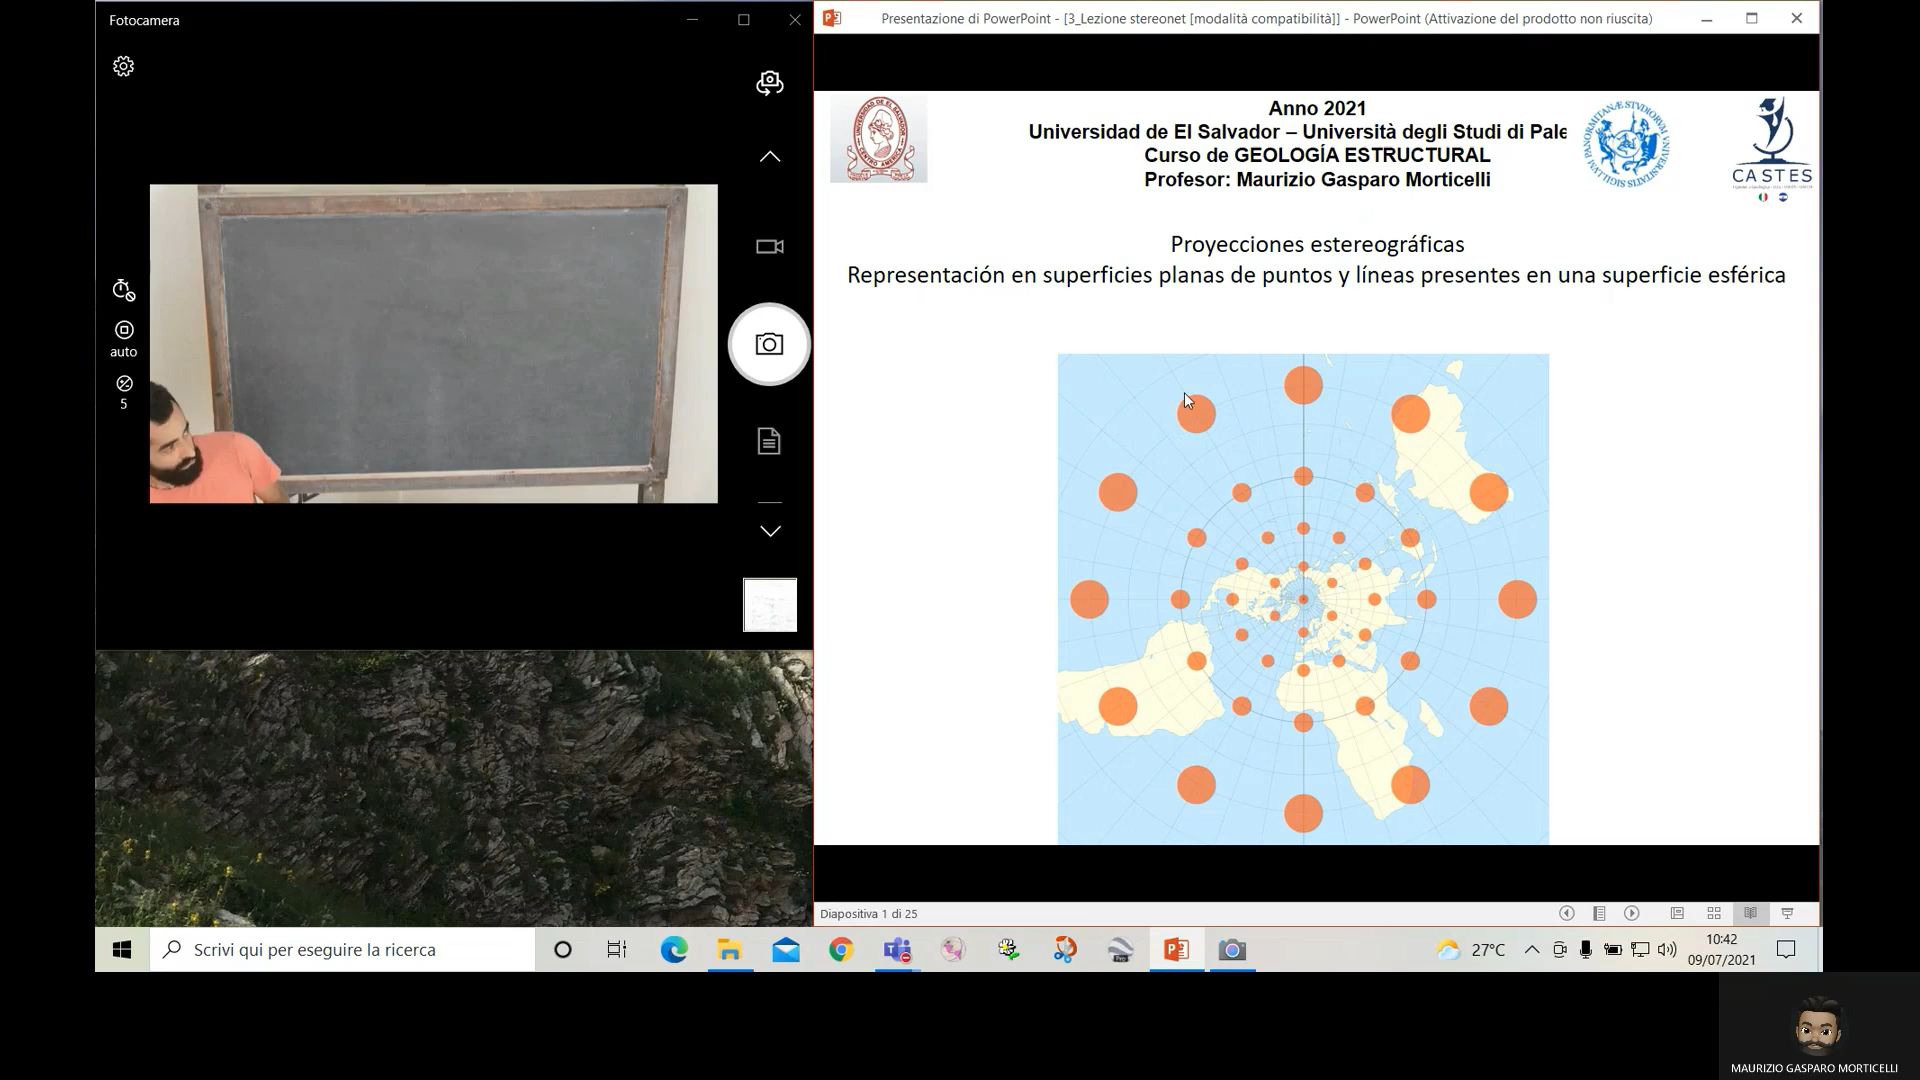 Fotocamera
auto
5
Presentazione di PowerPoint - [3_Lezione stereonet [modalità compatibilità]] - PowerPoint (Attivazione del prodotto non riuscita)
Anno 2021
Universidad de El Salvador – Università degli Studi di Pale
Curso de GEOLOGÍA ESTRUCTURAL
Profesor: Maurizio Gasparo Morticelli
CASTES
Proyecciones estereográficas
Representación en superficies planas de puntos y líneas presentes en una superficie esférica
Diapositiva 1 di 25
Scrivi qui per eseguire la ricerca
27°C
10:42
09/07/2021
MAURIZIO GASPARO MORTICELLI